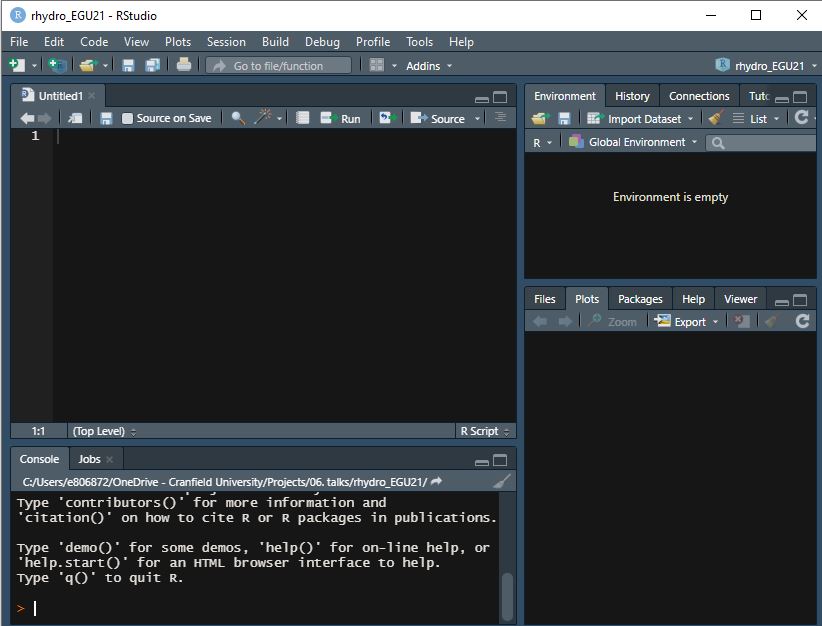 rhydro_EGU21 - RStudio
File Edit Code View Plots Session Build Debug Profile Tools Help
Go to file/function Addins rhydro_EGU21
Untitled1
Source on Save Run Source
1
1:1 (Top Level) R Script
Console Jobs
C:/Users/e806872/OneDrive - Cranfield University/Projects/06. talks/rhydro_EGU21/
Type 'contributors()' for more information and
'citation()' on how to cite R or R packages in publications.
Type 'demo()' for some demos, 'help()' for on-line help, or
'help.start()' for an HTML browser interface to help.
Type 'q()' to quit R.
>
Environment History Connections Tuto
Import Dataset List
R Global Environment
Environment is empty
Files Plots Packages Help Viewer
Zoom Export